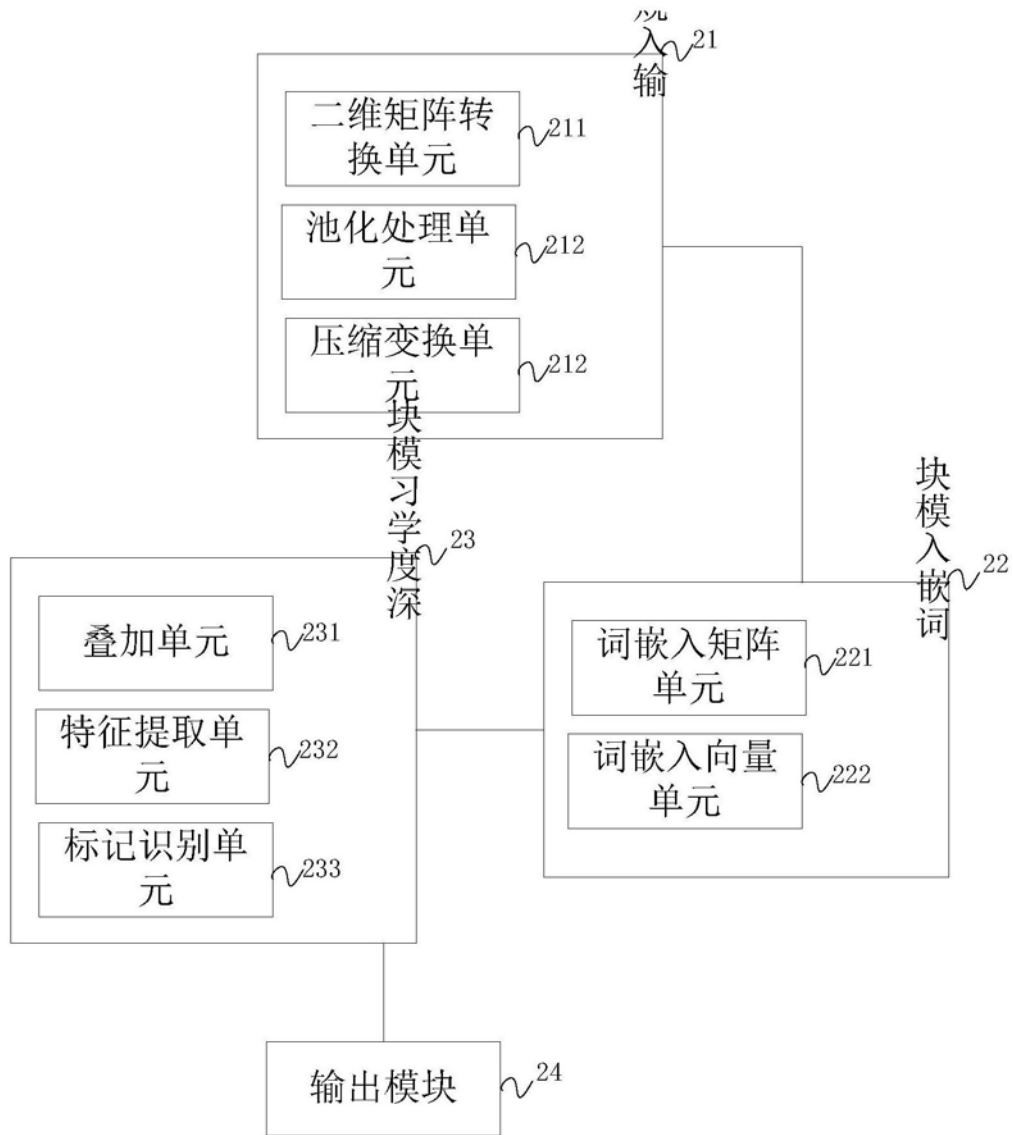 入输
21
二维矩阵转
换单元
211
池化处理单
元
212
压缩变换单
元
212
块模习学度深
23
叠加单元
231
特征提取单
元
232
标记识别单
元
233
块模入嵌词
22
词嵌入矩阵
单元
221
词嵌入向量
单元
222
输出模块
24